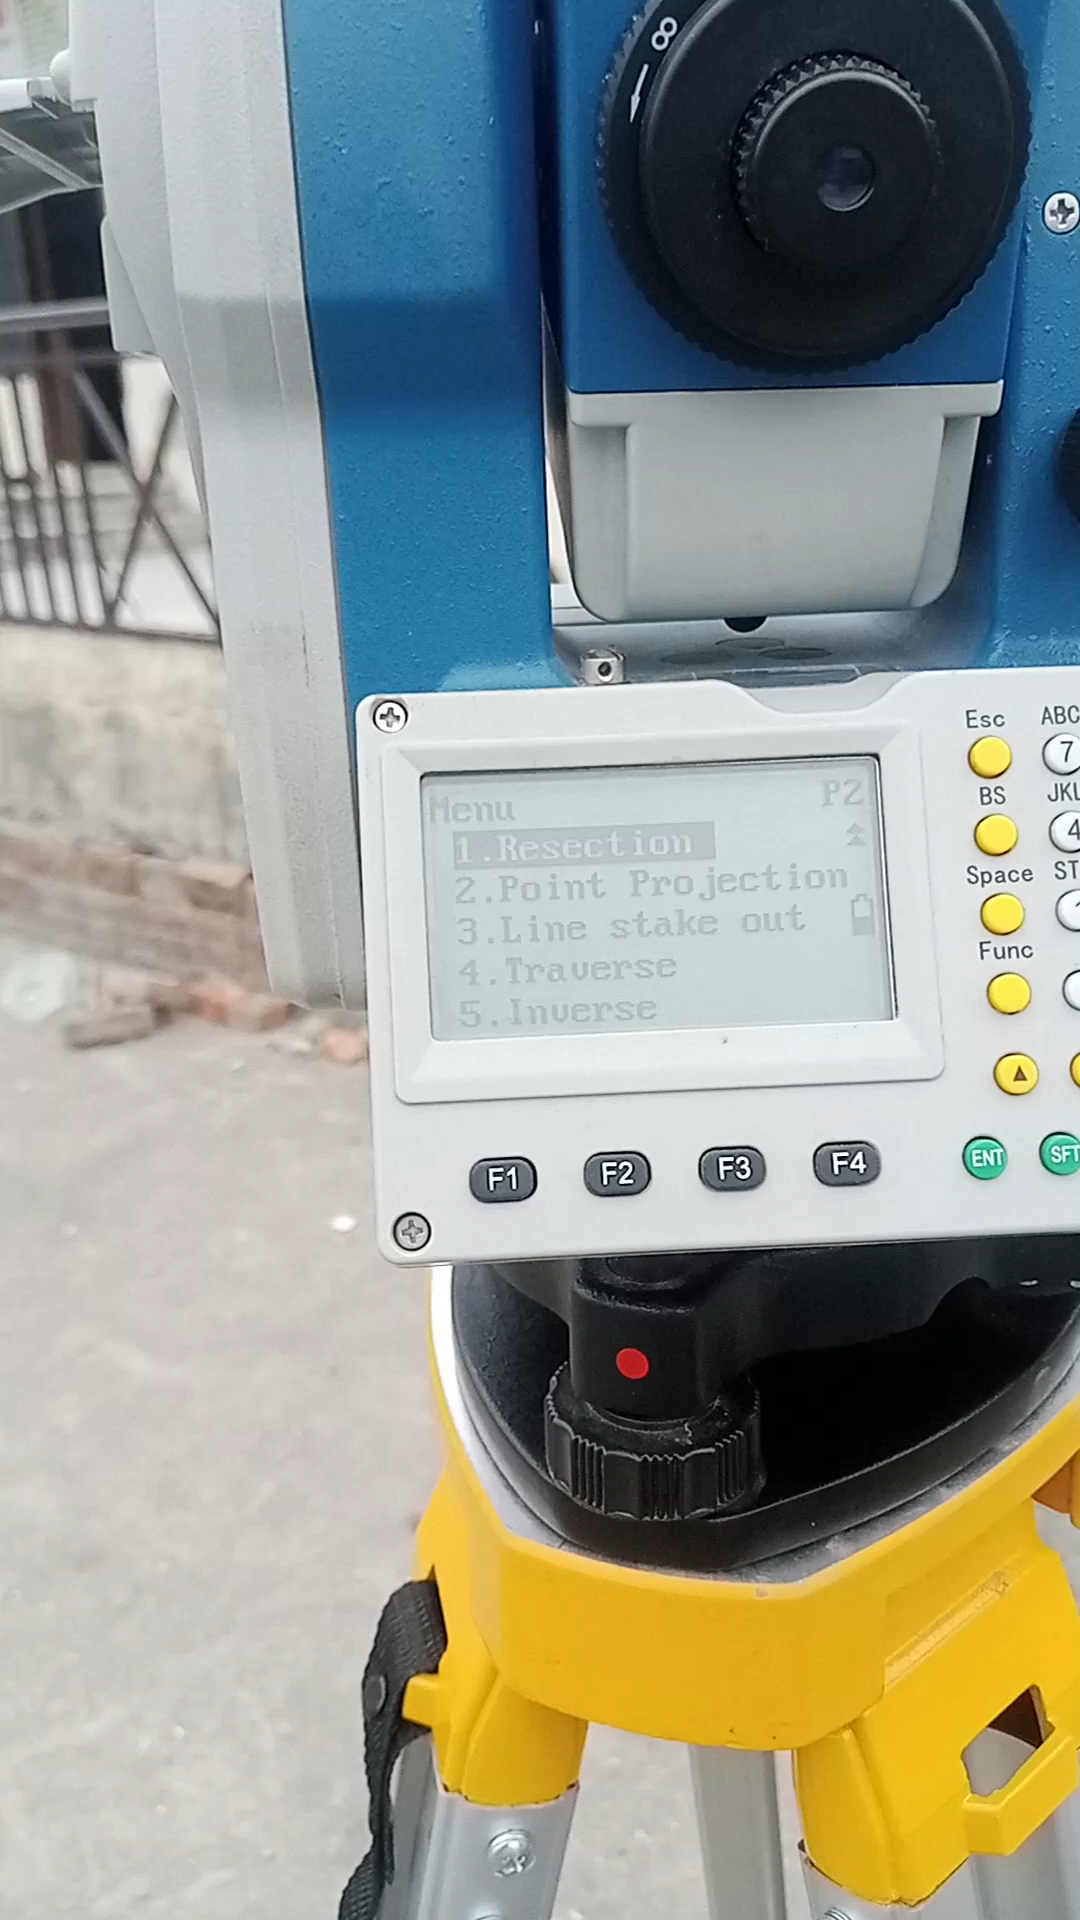 ∞
Menu P2
1.Resection
2.Point Projection
3.Line stake out
4.Traverse
5.Inverse
Esc ABC
7
BS JKL
4
Space ST
Func
F1 F2 F3 F4 ENT SFT